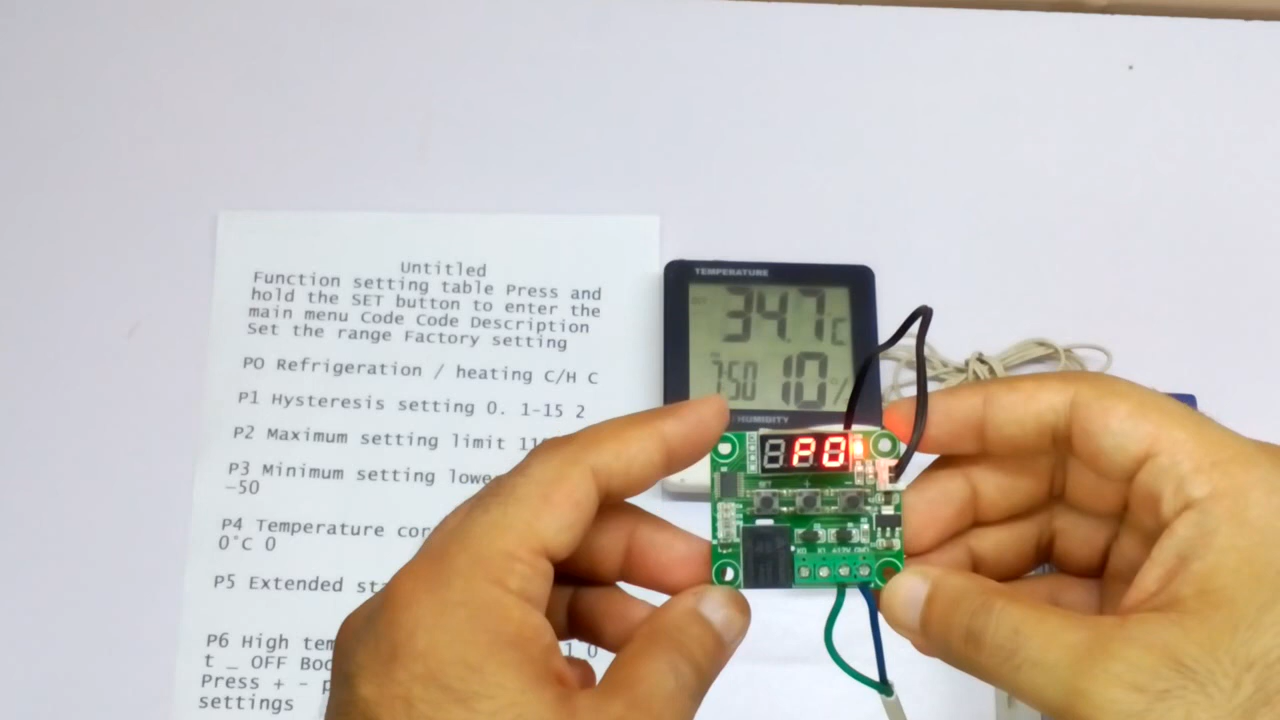 Untitled
Function setting table Press and
hold the SET button to enter the
main menu Code Code Description
Set the range Factory setting
PO Refrigeration / heating C/H C
P1 Hysteresis setting 0. 1-15 2
P2 Maximum setting limit
P3 Minimum setting
-50
P4 Temperature
0°C 0
P5 Extended
P6 High
t _ OFF
Press + -
settings
TEMPERATURE
34.7 C
7:50 10 %
HUMIDITY
P0
SET + -